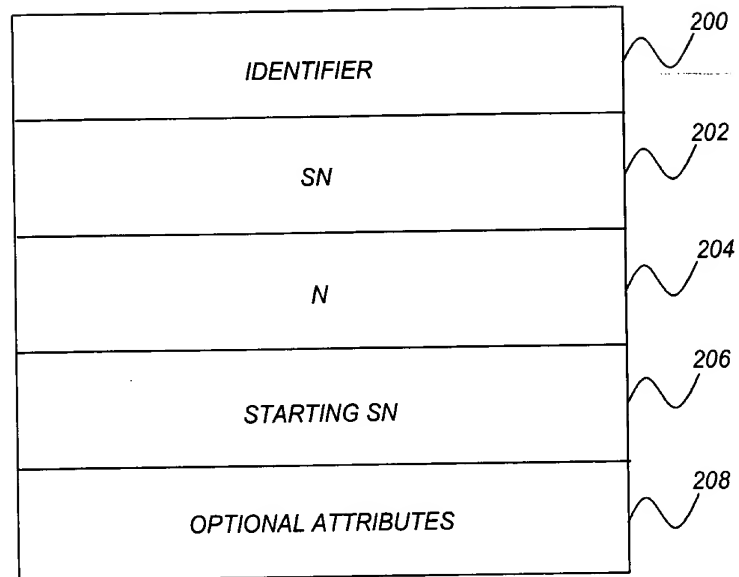 200
IDENTIFIER
202
SN
204
N
206
STARTING SN
208
OPTIONAL ATTRIBUTES